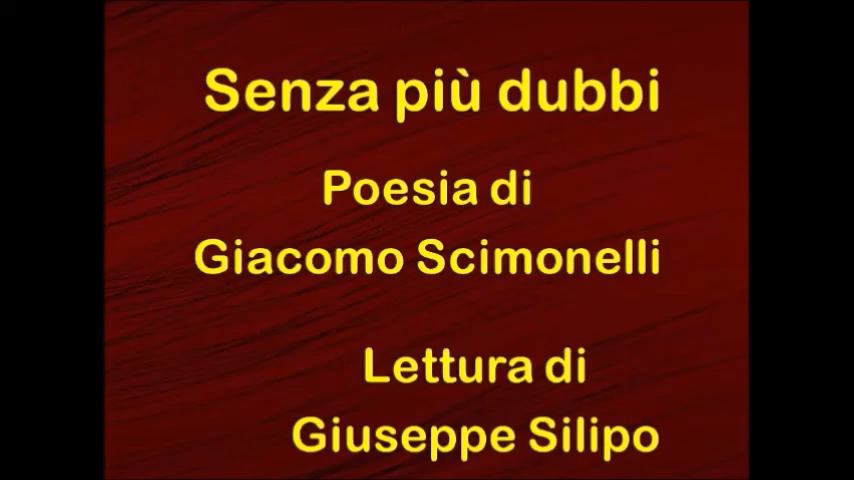 Senza più dubbi
Poesia di
Giacomo Scimonelli
Lettura di
Giuseppe Silipo